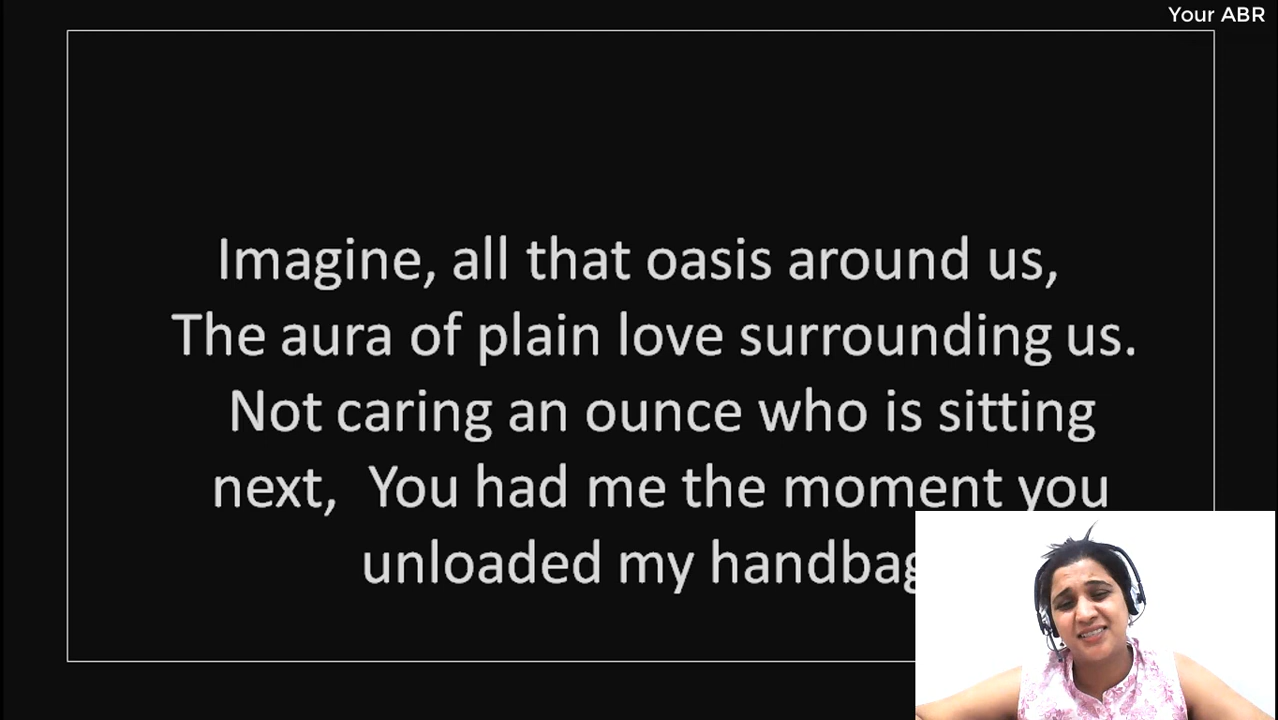 Your ABR
Imagine, all that oasis around us,
The aura of plain love surrounding us.
Not caring an ounce who is sitting
next, You had me the moment you
unloaded my handbag